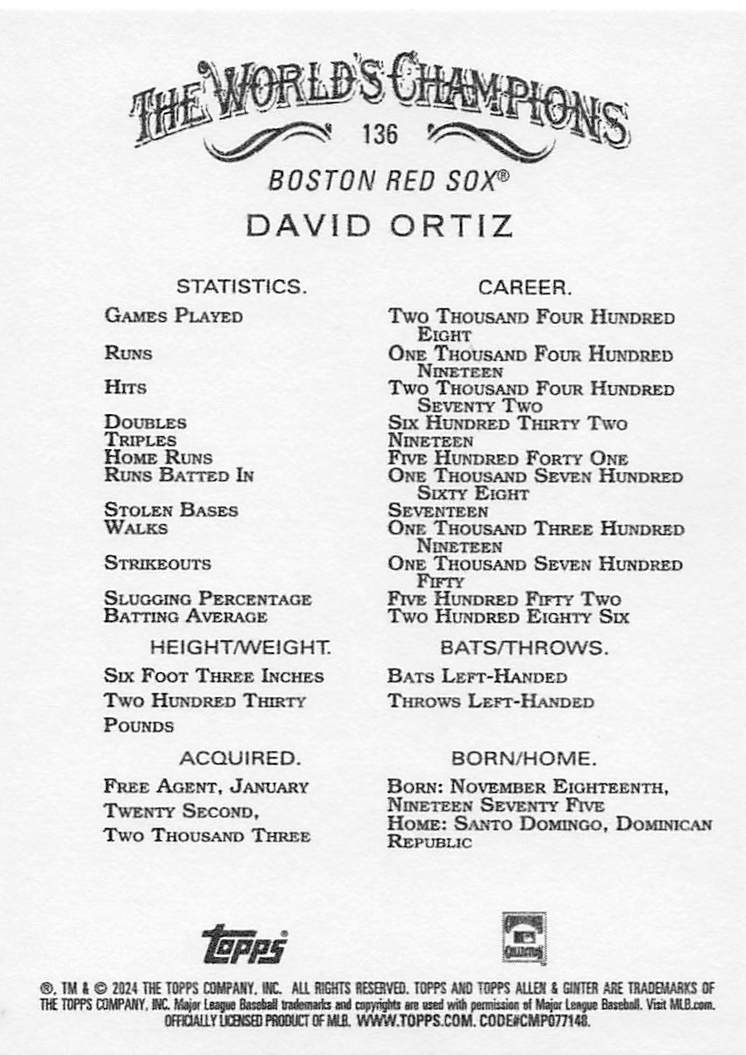 THE WORLD'S CHAMPIONS
136
BOSTON RED SOX®
DAVID ORTIZ
STATISTICS. CAREER.
GAMES PLAYED TWO THOUSAND FOUR HUNDRED
EIGHT
RUNS ONE THOUSAND FOUR HUNDRED
NINETEEN
HITS TWO THOUSAND FOUR HUNDRED
SEVENTY TWO
DOUBLES SIX HUNDRED THIRTY TWO
TRIPLES NINETEEN
HOME RUNS FIVE HUNDRED FORTY ONE
RUNS BATTED IN ONE THOUSAND SEVEN HUNDRED
SIXTY EIGHT
STOLEN BASES SEVENTEEN
WALKS ONE THOUSAND THREE HUNDRED
NINETEEN
STRIKEOUTS ONE THOUSAND SEVEN HUNDRED
FIFTY
SLUGGING PERCENTAGE FIVE HUNDRED FIFTY TWO
BATTING AVERAGE TWO HUNDRED EIGHTY SIX
HEIGHT/WEIGHT. BATS/THROWS.
SIX FOOT THREE INCHES BATS LEFT-HANDED
TWO HUNDRED THIRTY THROWS LEFT-HANDED
POUNDS
ACQUIRED. BORN/HOME.
FREE AGENT, JANUARY
TWENTY SECOND,
TWO THOUSAND THREE
BORN: NOVEMBER EIGHTEENTH,
NINETEEN SEVENTY FIVE
HOME: SANTO DOMINGO, DOMINICAN
REPUBLIC
topps
COOPERSTOWN
COLLECTION
®, TM & © 2024 THE TOPPS COMPANY, INC. ALL RIGHTS RESERVED. TOPPS AND TOPPS ALLEN & GINTER ARE TRADEMARKS OF
THE TOPPS COMPANY, INC. Major League Baseball trademarks and copyrights are used with permission of Major League Baseball. Visit MLB.com.
OFFICIALLY LICENSED PRODUCT OF MLB. WWW.TOPPS.COM. CODE#CMP077148.